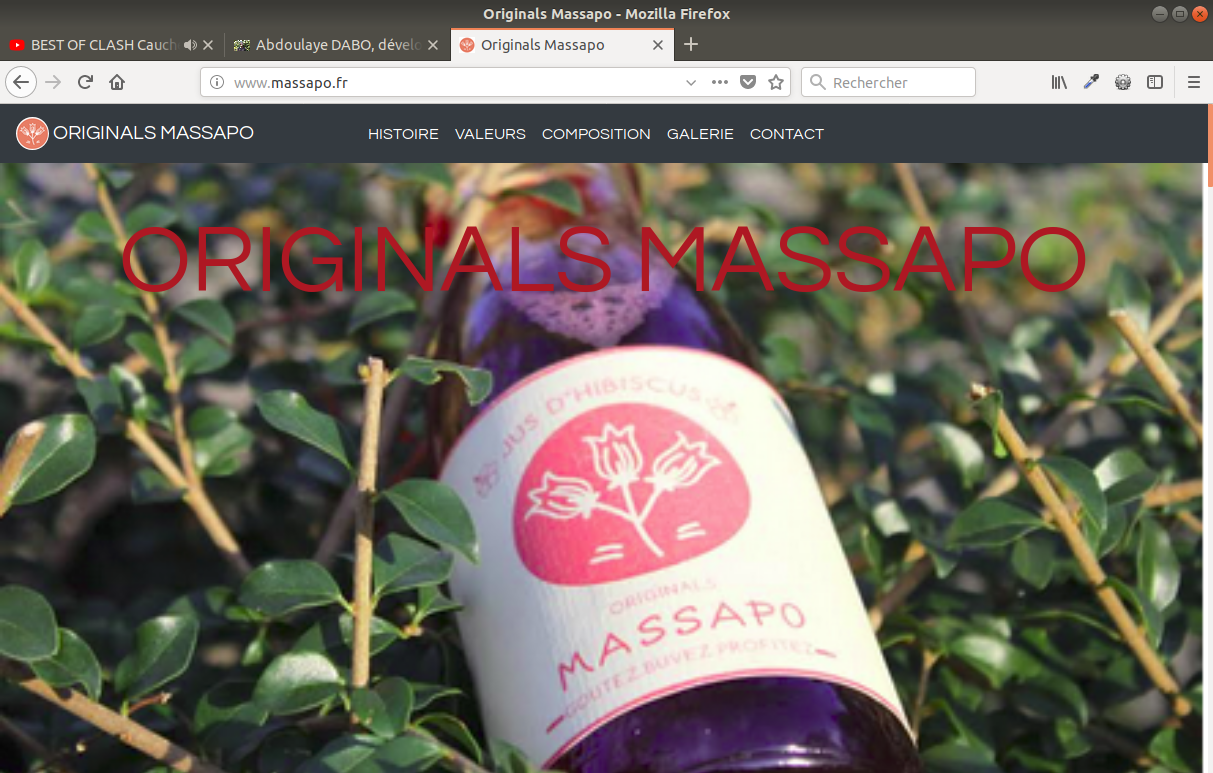 Originals Massapo - Mozilla Firefox
BEST OF CLASH Cauch
Abdoulaye DABO, dévelo
Originals Massapo
www.massapo.fr
Rechercher
ORIGINALS MASSAPO
HISTOIRE VALEURS COMPOSITION GALERIE CONTACT
ORIGINALS MASSAPO
JUS D'HIBISCUS
ORIGINALS
MASSAPO
GOUTEZ.BUVEZ PROFITEZ